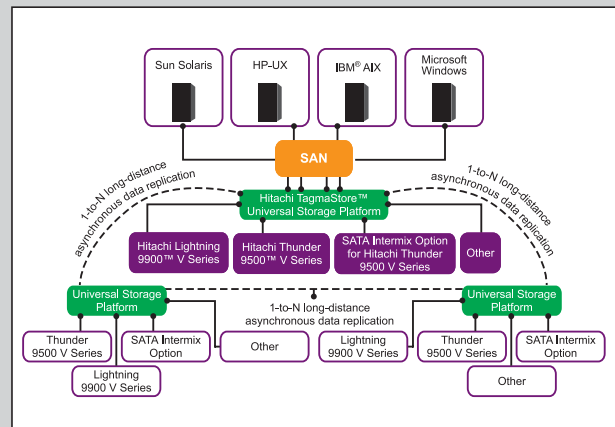 Sun Solaris
HP-UX
IBM® AIX
Microsoft
Windows
SAN
1-to-N long-distance
asynchronous data replication
1-to-N long-distance
asynchronous data replication
Hitachi TagmaStore™
Universal Storage Platform
Hitachi Lightning
9900™ V Series
Hitachi Thunder
9500™ V Series
SATA Intermix Option
for Hitachi Thunder
9500 V Series
Other
Universal Storage
Platform
1-to-N long-distance
asynchronous data replication
Universal Storage
Platform
Thunder
9500 V Series
SATA Intermix
Option
Other
Lightning
9900 V Series
Lightning
9900 V Series
Thunder
9500 V Series
SATA Intermix
Option
Other